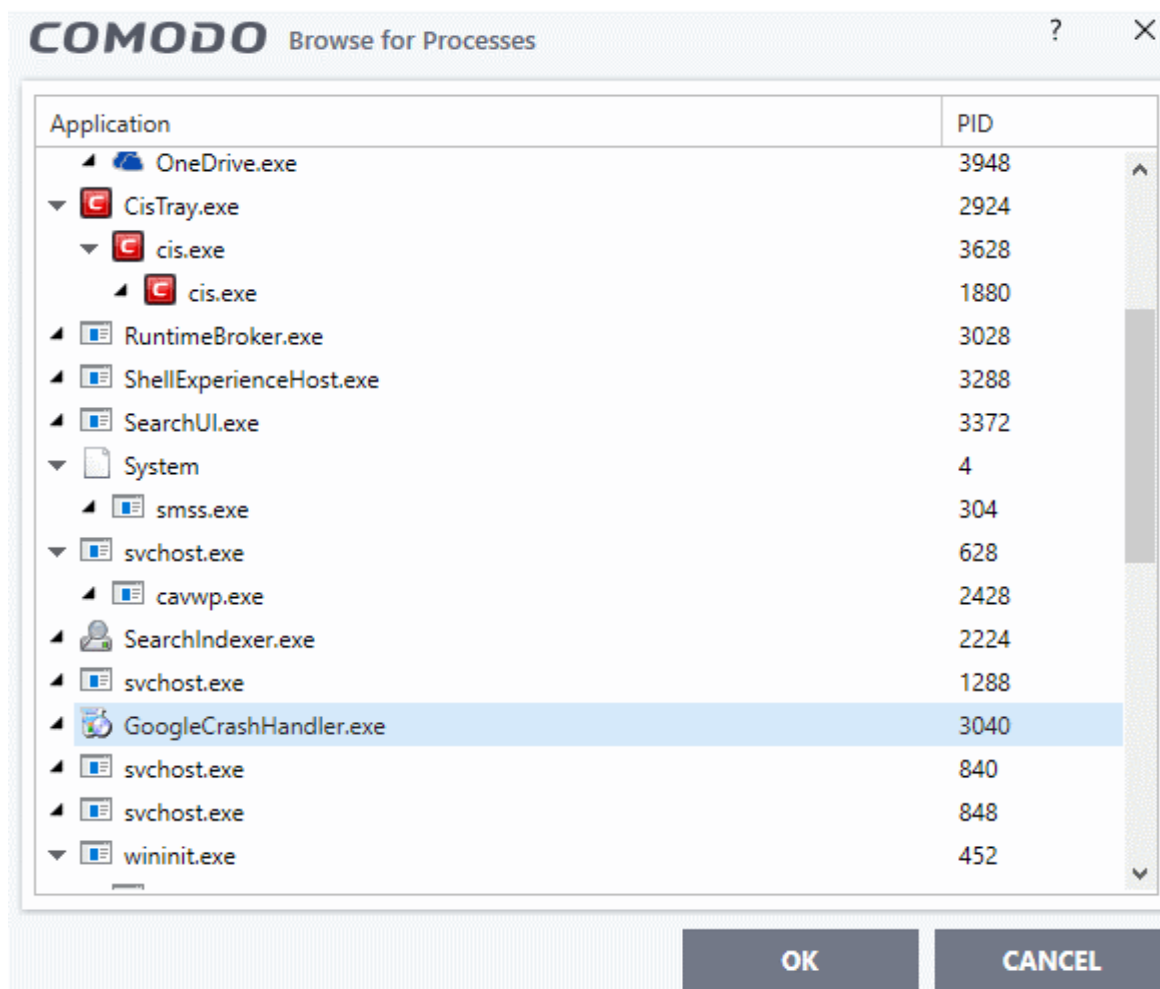 COMODO Browse for Processes ?
Application PID
OneDrive.exe 3948
CisTray.exe 2924
cis.exe 3628
cis.exe 1880
RuntimeBroker.exe 3028
ShellExperienceHost.exe 3288
SearchUI.exe 3372
System 4
smss.exe 304
svchost.exe 628
cavwp.exe 2428
SearchIndexer.exe 2224
svchost.exe 1288
GoogleCrashHandler.exe 3040
svchost.exe 840
svchost.exe 848
wininit.exe 452
OK CANCEL